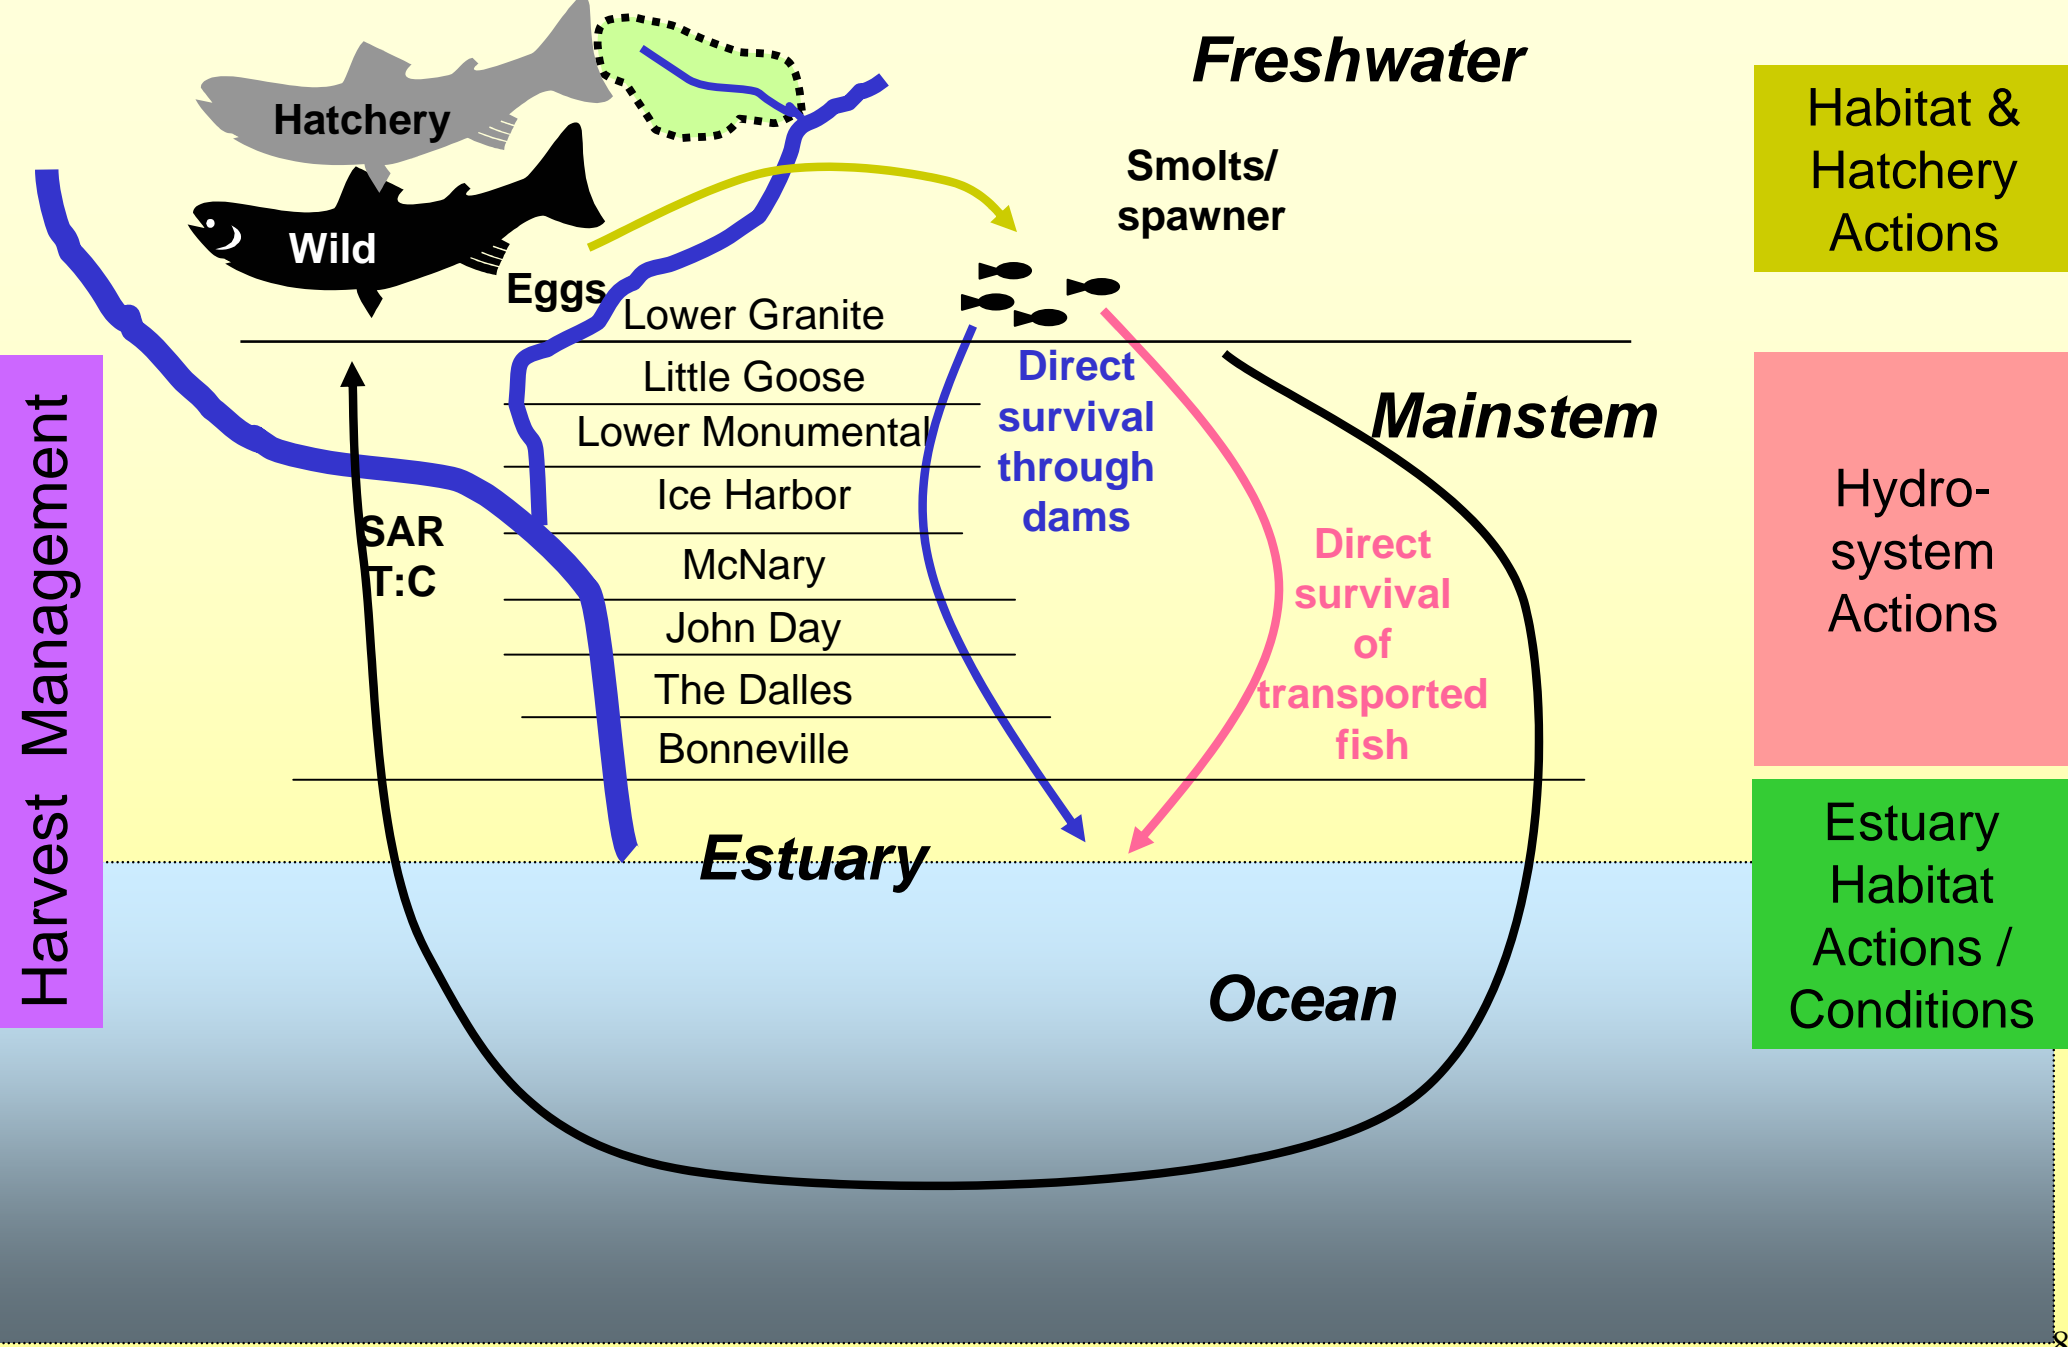 Freshwater
Hatchery
Wild
Eggs
Smolts/
spawner
Habitat &
Hatchery
Actions
Lower Granite
Little Goose
Lower Monumental
Ice Harbor
McNary
John Day
The Dalles
Bonneville
Direct
survival
through
dams
Direct
survival
of
transported
fish
Mainstem
SAR
T:C
Hydro-
system
Actions
Harvest Management
Estuary
Ocean
Estuary
Habitat
Actions /
Conditions